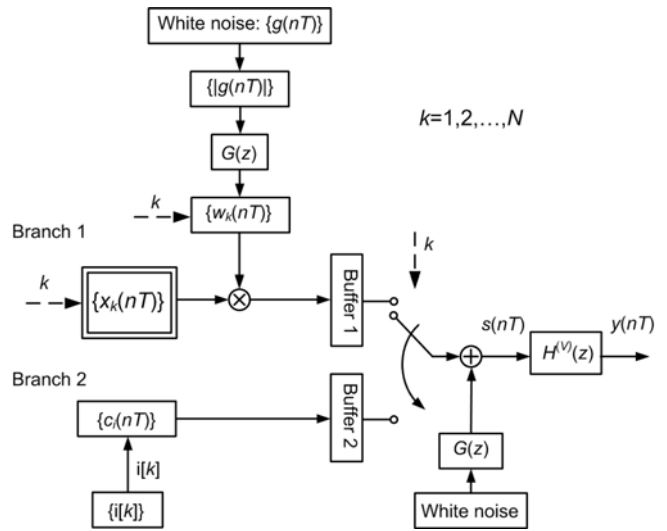 White noise: {g(nT)}
{|g(nT)|}
k=1,2,…,N
G(z)
k
{wₖ(nT)}
Branch 1
k
k
{xₖ(nT)}
Buffer 1
s(nT)
y(nT)
H⁽ⱽ⁾(z)
Branch 2
{cᵢ(nT)}
Buffer 2
G(z)
i[k]
{i[k]}
White noise